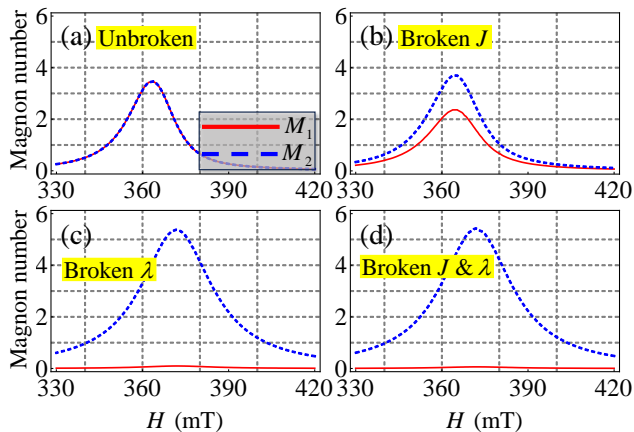 (a) Unbroken
(b) Broken J
Magnon number
6
4
2
0
M1
M2
330 360 390 420
6
4
2
0
330 360 390 420
(c)
Broken λ
(d)
Broken J & λ
Magnon number
6
4
2
0
330 360 390 420
H (mT)
6
4
2
0
330 360 390 420
H (mT)